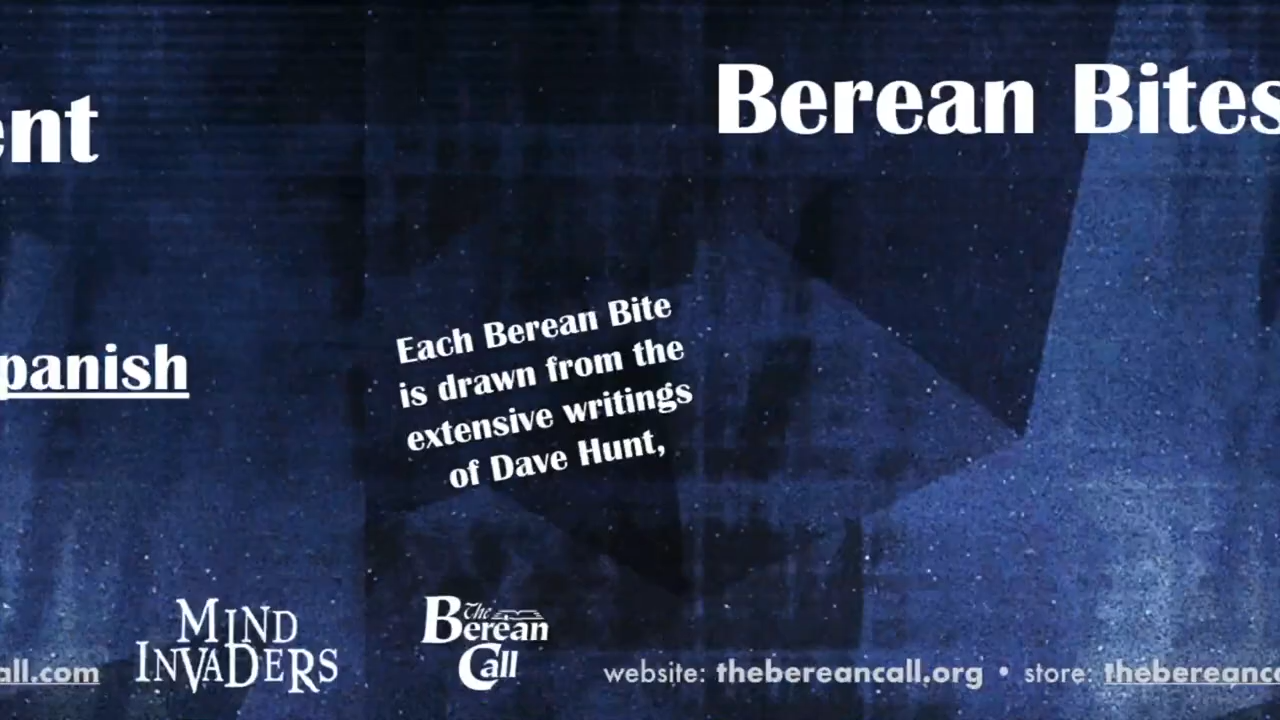 Berean Bites
ent
Each Berean Bite
is drawn from the
extensive writings
of Dave Hunt,
panish
MIND
INVADERS
The
Berean
Call
all.com
website: thebereancall.org • store: thebereanc